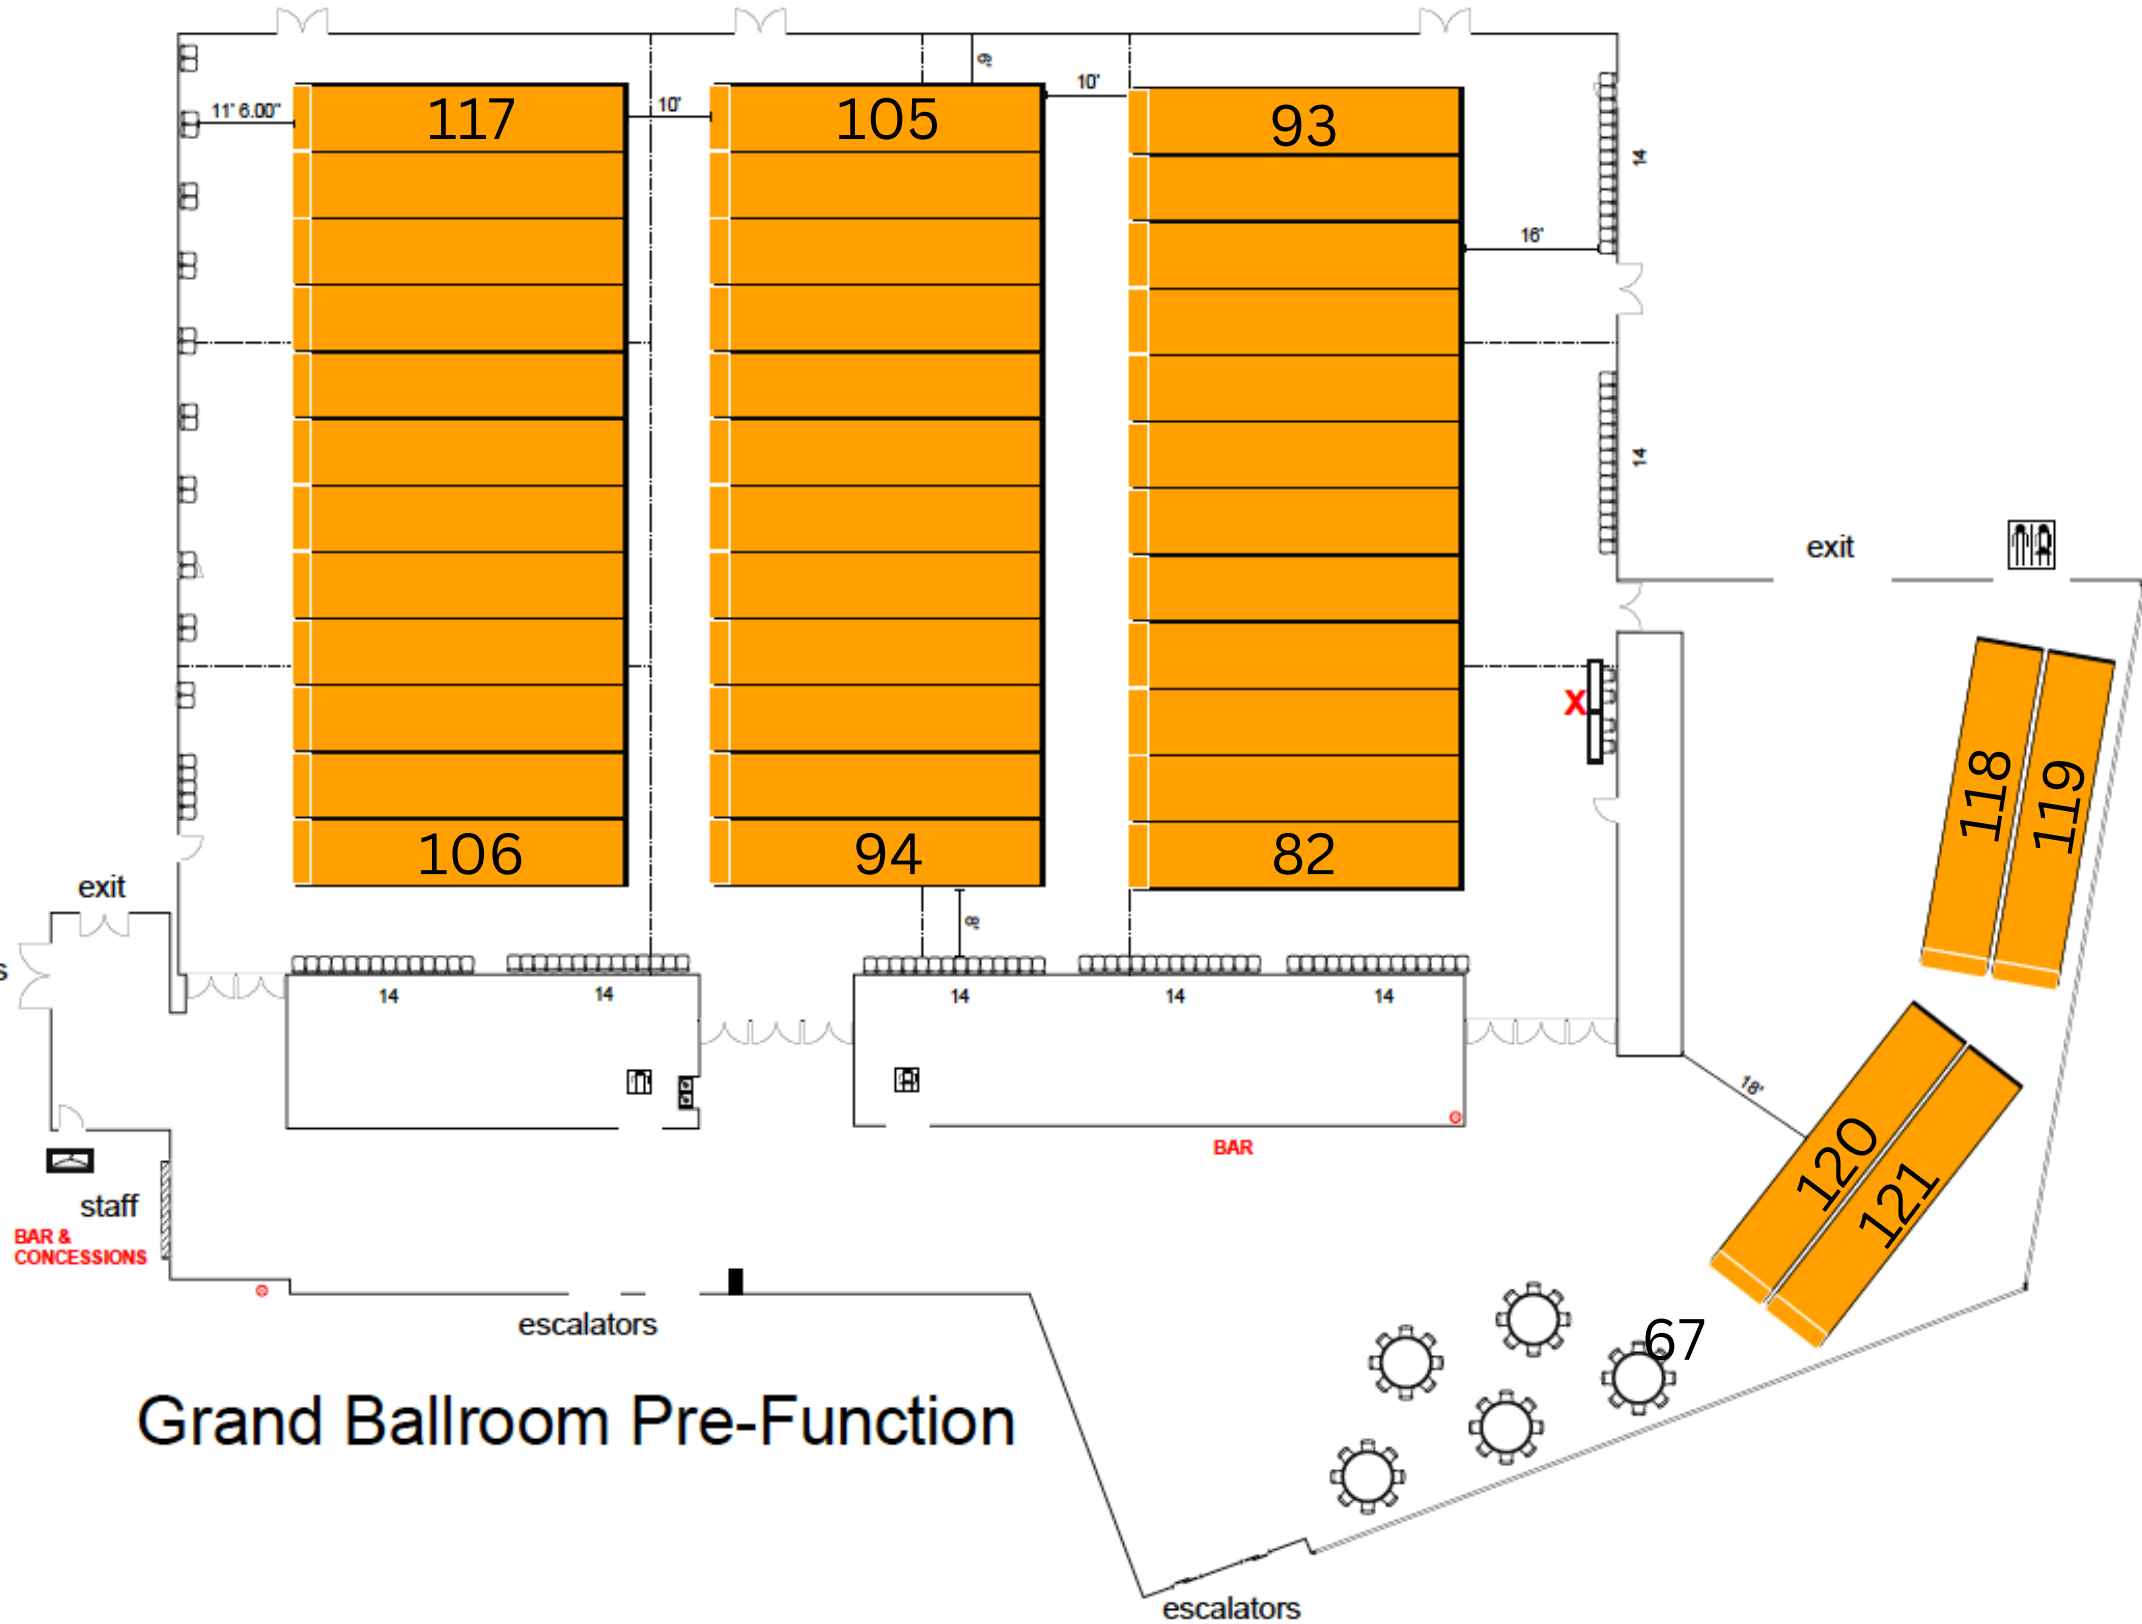 9'
10'
11' 6.00"
117
10'
105
93
14
16'
14
exit
X
118
119
106
94
82
exit
8'
s
14
14
14
14
14
18'
120
121
BAR
staff
BAR &
CONCESSIONS
escalators
67
Grand Ballroom Pre-Function
escalators